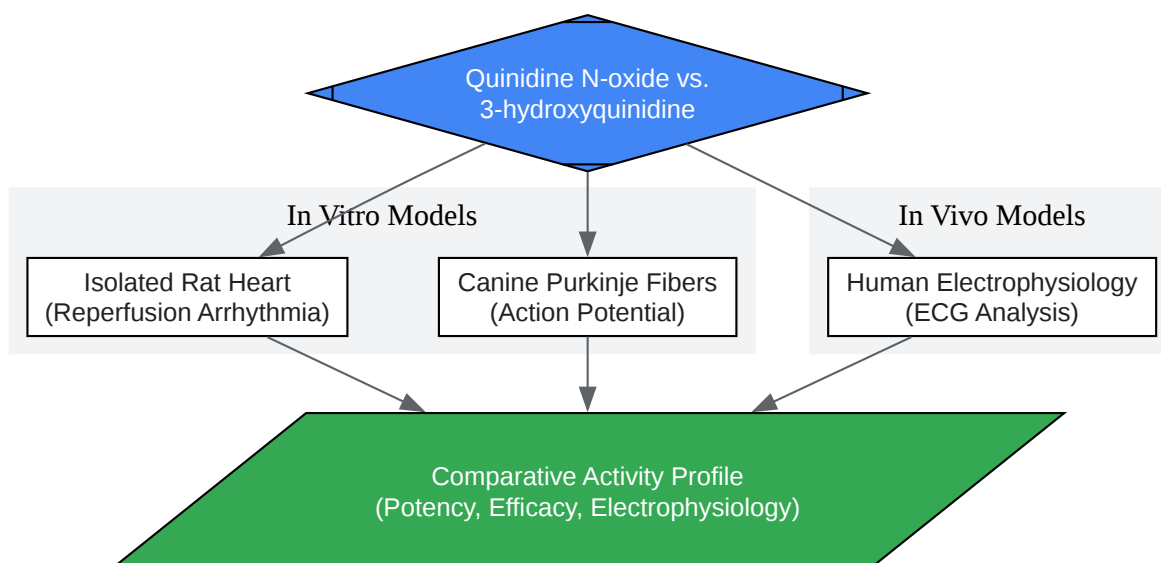 Quinidine N-oxide vs.
3-hydroxyquinidine
In Vitro Models
In Vivo Models
Isolated Rat Heart
(Reperfusion Arrhythmia)
Canine Purkinje Fibers
(Action Potential)
Human Electrophysiology
(ECG Analysis)
Comparative Activity Profile
(Potency, Efficacy, Electrophysiology)